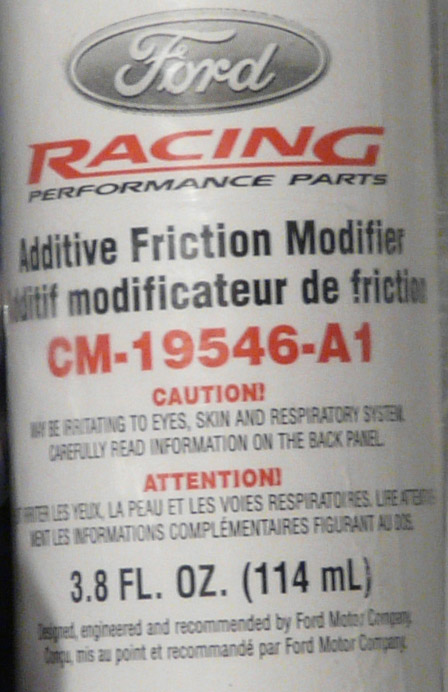 Ford
RACING
PERFORMANCE PARTS
Additive Friction Modifier
ditif modificateur de friction
CM-19546-A1
CAUTION!
MAY BE IRRITATING TO EYES, SKIN AND RESPIRATORY SYSTEM.
CAREFULLY READ INFORMATION ON THE BACK PANEL.
ATTENTION!
LES YEUX, LA PEAU ET LES VOIES RESPIRATOIRES. LIRE
LES INFORMATIONS COMPLÉMENTAIRES FIGURANT AU DOS.
3.8 FL. OZ. (114 mL)
Designed, engineered and recommended by Ford Motor Company.
Conçu, mis au point et recommandé par Ford Motor Company.